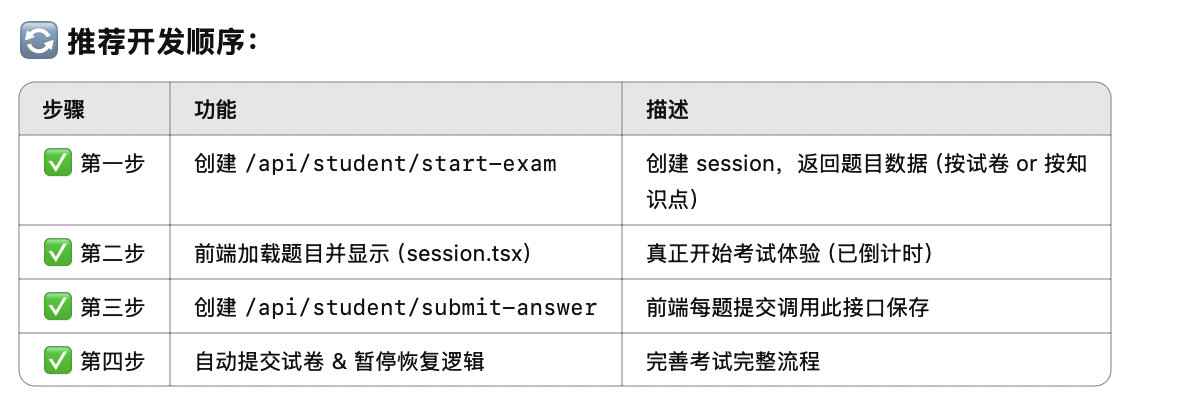 🔄 推荐开发顺序：
步骤 功能 描述
✅ 第一步 创建 /api/student/start-exam 创建 session，返回题目数据（按试卷 or 按知
识点）
✅ 第二步 前端加载题目并显示（session.tsx） 真正开始考试体验（已倒计时）
✅ 第三步 创建 /api/student/submit-answer 前端每题提交调用此接口保存
✅ 第四步 自动提交试卷 & 暂停恢复逻辑 完善考试完整流程